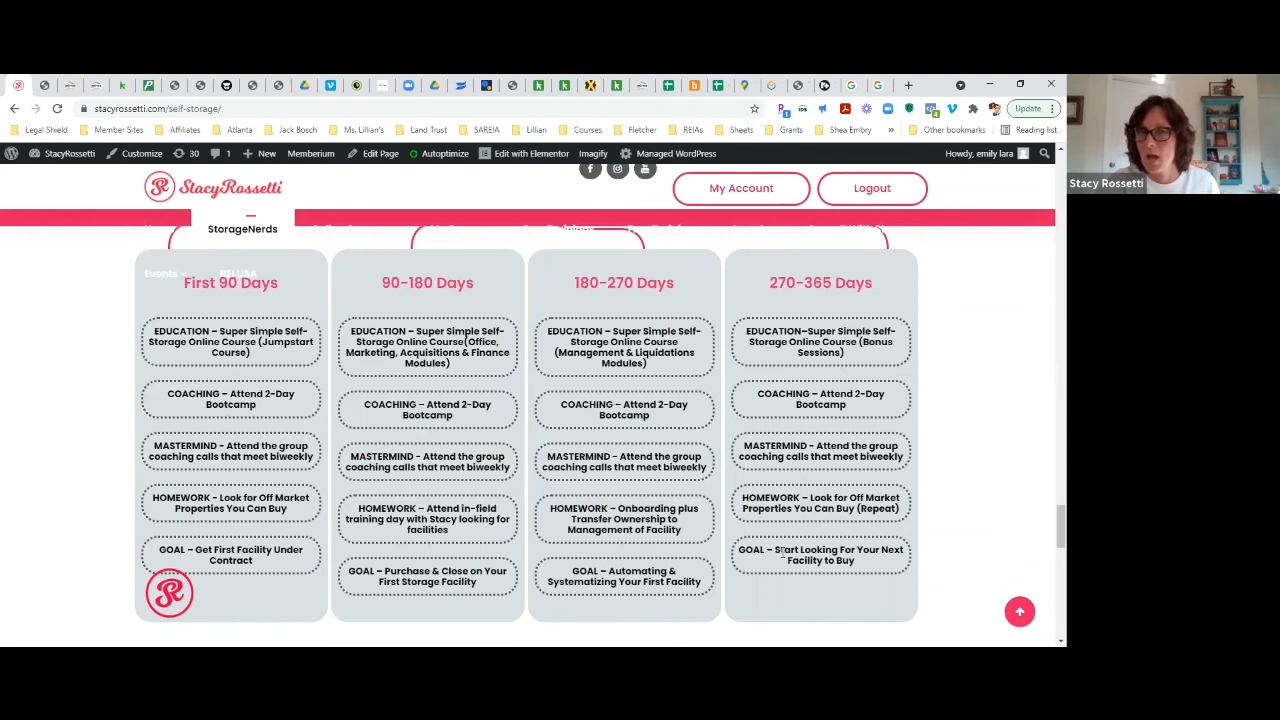 stacyrossetti.com/self-storage/
Update
Legal Shield
Member Sites
Affiliates
Atlanta
Jack Bosch
Ms. Lillian's
Land Trust
SAREIA
Lillian
Courses
Fletcher
REIAs
Sheets
Grants
Shea Embry
»
Other bookmarks
Reading list
StacyRossetti
Customize
30
1
+ New
Memberium
Edit Page
Autoptimize
Edit with Elementor
Imagify
Managed WordPress
Howdy, emily lara
Stacy Rossetti
SR StacyRossetti
My Account
Logout
StorageNerds
Events
REI USA
First 90 Days
EDUCATION – Super Simple Self-
Storage Online Course (Jumpstart
Course)
COACHING – Attend 2-Day
Bootcamp
MASTERMIND - Attend the group
coaching calls that meet biweekly
HOMEWORK - Look for Off Market
Properties You Can Buy
GOAL – Get First Facility Under
Contract
SR
90-180 Days
EDUCATION – Super Simple Self-
Storage Online Course(Office,
Marketing, Acquisitions & Finance
Modules)
COACHING – Attend 2-Day
Bootcamp
MASTERMIND - Attend the group
coaching calls that meet biweekly
HOMEWORK – Attend in-field
training day with Stacy looking for
facilities
GOAL – Purchase & Close on Your
First Storage Facility
180-270 Days
EDUCATION – Super Simple Self-
Storage Online Course
(Management & Liquidations
Modules)
COACHING – Attend 2-Day
Bootcamp
MASTERMIND - Attend the group
coaching calls that meet biweekly
HOMEWORK – Onboarding plus
Transfer Ownership to
Management of Facility
GOAL – Automating &
Systematizing Your First Facility
270-365 Days
EDUCATION–Super Simple Self-
Storage Online Course (Bonus
Sessions)
COACHING – Attend 2-Day
Bootcamp
MASTERMIND - Attend the group
coaching calls that meet biweekly
HOMEWORK – Look for Off Market
Properties You Can Buy (Repeat)
GOAL – Start Looking For Your Next
Facility to Buy